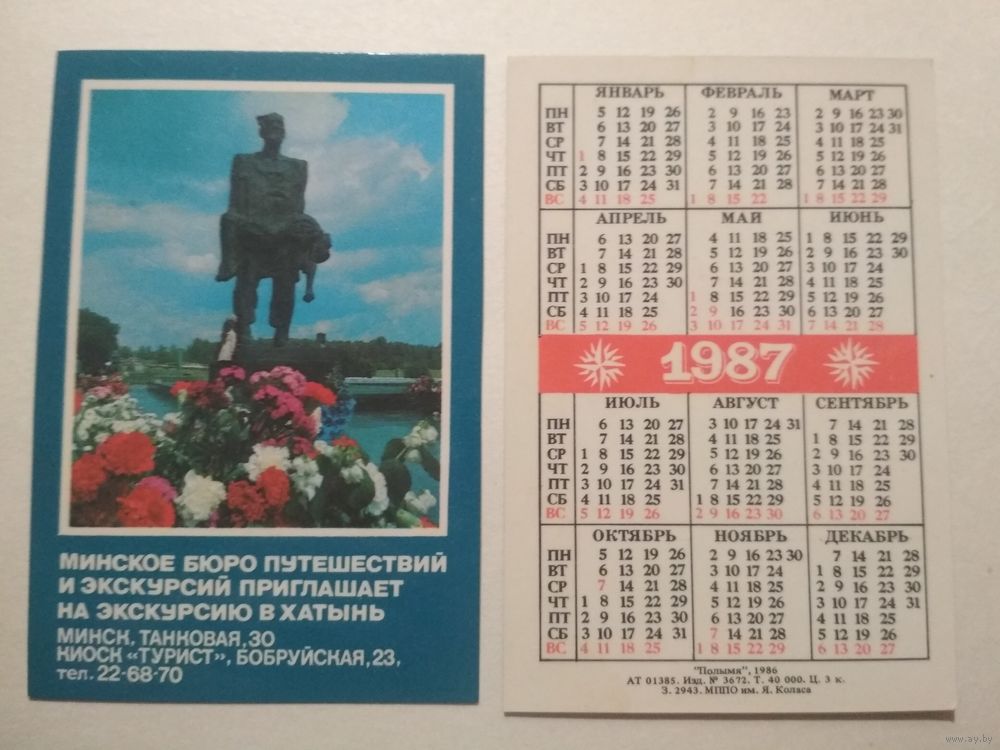 МИНСКОЕ БЮРО ПУТЕШЕСТВИЙ
И ЭКСКУРСИЙ ПРИГЛАШАЕТ
НА ЭКСКУРСИЮ В ХАТЫНЬ
МИНСК, ТАНКОВАЯ, 30
КИОСК «ТУРИСТ», БОБРУЙСКАЯ, 23,
тел. 22-68-70
ЯНВАРЬ ФЕВРАЛЬ МАРТ
ПН 5 12 19 26 2 9 16 23 2 9 16 23 30
ВТ 6 13 20 27 3 10 17 24 3 10 17 24 31
СР 7 14 21 28 4 11 18 25 4 11 18 25
ЧТ 1 8 15 22 29 5 12 19 26 5 12 19 26
ПТ 2 9 16 23 30 6 13 20 27 6 13 20 27
СБ 3 10 17 24 31 7 14 21 28 7 14 21 28
ВС 4 11 18 25 1 8 15 22 1 8 15 22 29
АПРЕЛЬ МАЙ ИЮНЬ
ПН 6 13 20 27 4 11 18 25 1 8 15 22 29
ВТ 7 14 21 28 5 12 19 26 2 9 16 23 30
СР 1 8 15 22 29 6 13 20 27 3 10 17 24
ЧТ 2 9 16 23 30 7 14 21 28 4 11 18 25
ПТ 3 10 17 24 1 8 15 22 29 5 12 19 26
СБ 4 11 18 25 2 9 16 23 30 6 13 20 27
ВС 5 12 19 26 3 10 17 24 31 7 14 21 28
1987
ИЮЛЬ АВГУСТ СЕНТЯБРЬ
ПН 6 13 20 27 3 10 17 24 31 7 14 21 28
ВТ 7 14 21 28 4 11 18 25 1 8 15 22 29
СР 1 8 15 22 29 5 12 19 26 2 9 16 23 30
ЧТ 2 9 16 23 30 6 13 20 27 3 10 17 24
ПТ 3 10 17 24 31 7 14 21 28 4 11 18 25
СБ 4 11 18 25 1 8 15 22 29 5 12 19 26
ВС 5 12 19 26 2 9 16 23 30 6 13 20 27
ОКТЯБРЬ НОЯБРЬ ДЕКАБРЬ
ПН 5 12 19 26 2 9 16 23 30 7 14 21 28
ВТ 6 13 20 27 3 10 17 24 1 8 15 22 29
СР 7 14 21 28 4 11 18 25 2 9 16 23 30
ЧТ 1 8 15 22 29 5 12 19 26 3 10 17 24 31
ПТ 2 9 16 23 30 6 13 20 27 4 11 18 25
СБ 3 10 17 24 31 7 14 21 28 5 12 19 26
ВС 4 11 18 25 1 8 15 22 29 6 13 20 27
"Полымя", 1986
АТ 01385. Изд. № 3672. Т. 40 000. Ц. 3 к.
З. 2943. МППО им. Я. Коласа
www.ay.by